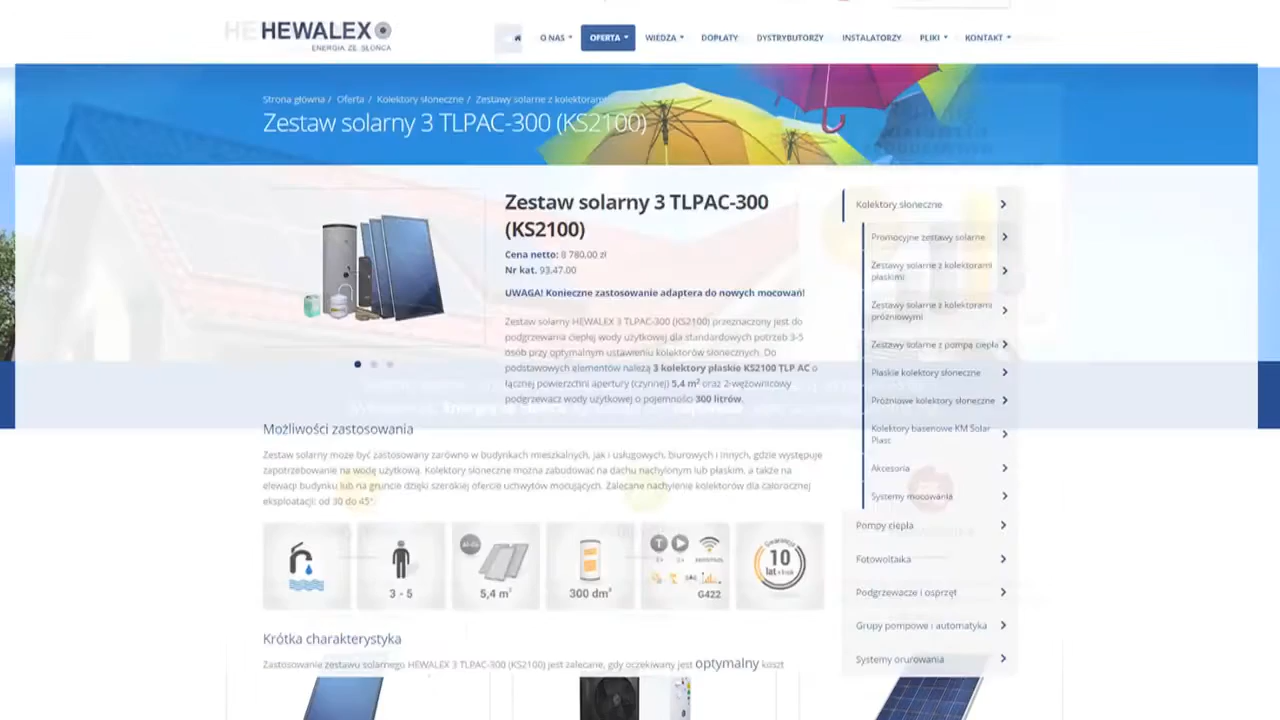 HEWALEX
ENERGIA ZE SŁOŃCA
O NAS
OFERTA
WIEDZA
DOPŁATY
DYSTRYBUTORZY
INSTALATORZY
PLIKI
KONTAKT
Strona główna / Oferta / Kolektory słoneczne / Zestawy solarne z kolektorami
Zestaw solarny 3 TLPAC-300 (KS2100)
Zestaw solarny 3 TLPAC-300
(KS2100)
Cena netto: 8 780,00 zł
Nr kat. 93.47.00
UWAGA! Konieczne zastosowanie adaptera do nowych mocowań!
Zestaw solarny HEWALEX 3 TLPAC-300 (KS2100) przeznaczony jest do
podgrzewania ciepłej wody użytkowej dla standardowych potrzeb 3-5
osób przy optymalnym ustawieniu kolektorów słonecznych. Do
podstawowych elementów należą 3 kolektory płaskie KS2100 TLP AC o
łącznej powierzchni apertury (czynnej) 5,4 m² oraz 2-wężownicowy
podgrzewacz wody użytkowej o pojemności 300 litrów.
Możliwości zastosowania
Zestaw solarny może być zastosowany zarówno w budynkach mieszkalnych, jak i usługowych, biurowych i innych, gdzie występuje
zapotrzebowanie na wodę użytkową. Kolektory słoneczne można zabudować na dachu nachylonym lub płaskim, a także na
elewacji budynku lub na gruncie dzięki szerokiej ofercie uchwytów mocujących. Zalecane nachylenie kolektorów dla całorocznej
eksploatacji: od 30 do 45°.
3 - 5
5,4 m²
300 dm³
G422
Gwarancji
10
lat
Krótka charakterystyka
Zastosowanie zestawu solarnego HEWALEX 3 TLPAC-300 (KS2100) jest zalecane, gdy oczekiwany jest optymalny koszt
Kolektory słoneczne
Promocyjne zestawy solarne
Zestawy solarne z kolektorami
płaskimi
Zestawy solarne z kolektorami
próżniowymi
Zestawy solarne z pompą ciepła
Płaskie kolektory słoneczne
Próżniowe kolektory słoneczne
Kolektory basenowe KM Solar
Plast
Akcesoria
Systemy mocowania
Pompy ciepła
Fotowoltaika
Podgrzewacze i osprzęt
Grupy pompowe i automatyka
Systemy orurowania